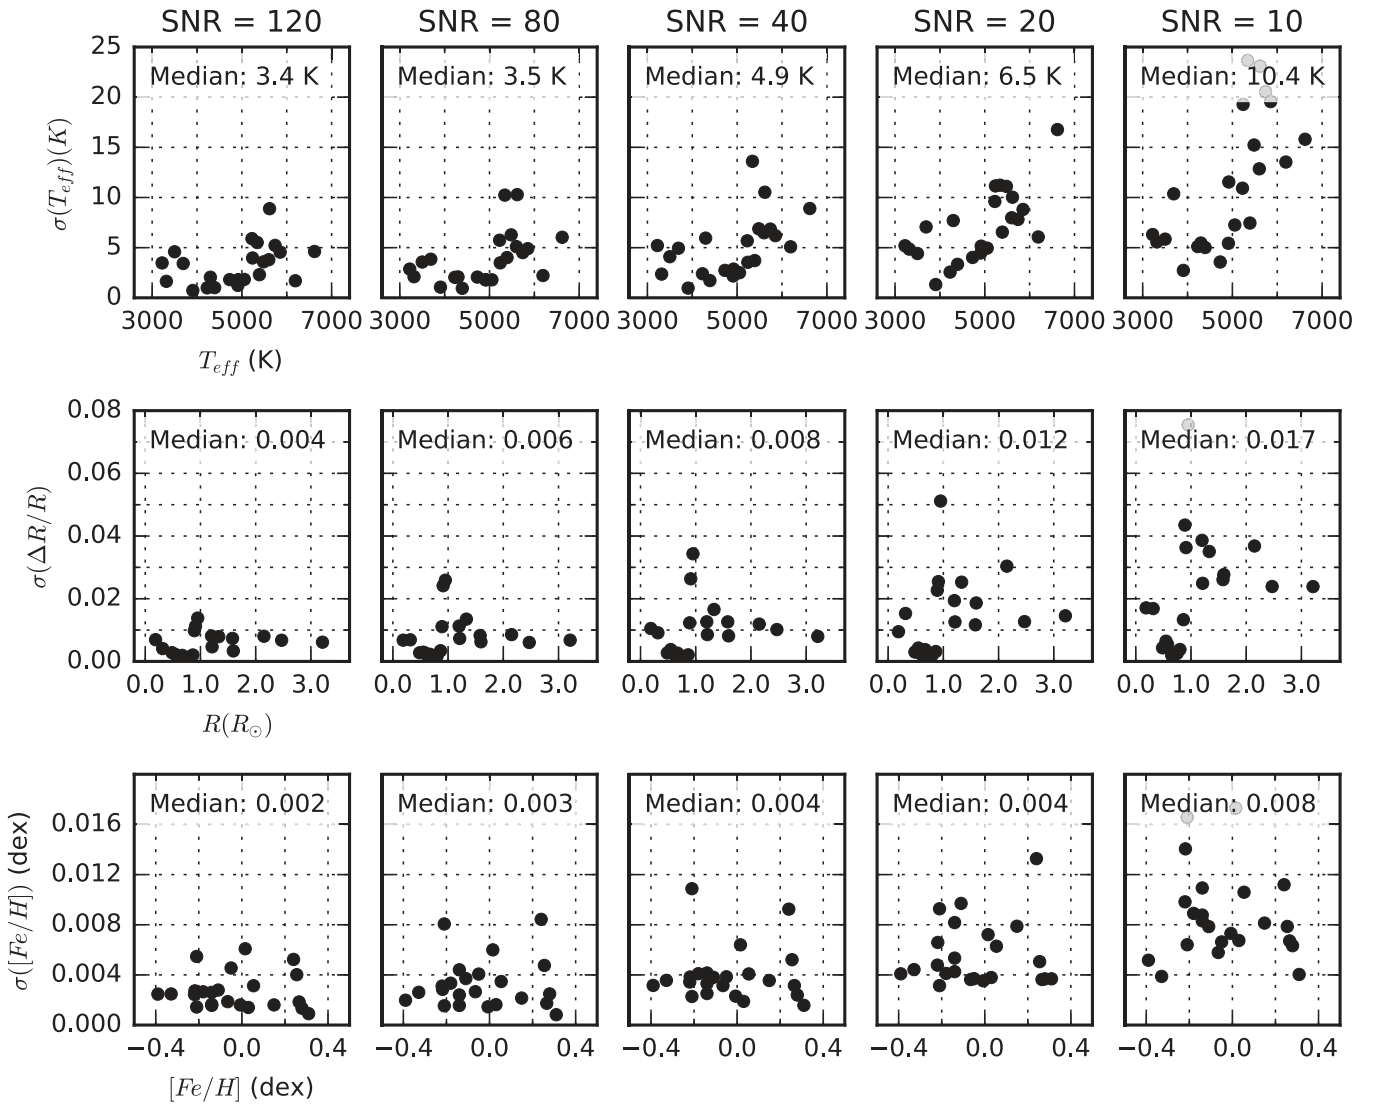 SNR = 120 SNR = 80 SNR = 40 SNR = 20 SNR = 10
25
20
15
10
5
0
σ(T_eff)(K)
Median: 3.4 K Median: 3.5 K Median: 4.9 K Median: 6.5 K Median: 10.4 K
3000 5000 7000 3000 5000 7000 3000 5000 7000 3000 5000 7000 3000 5000 7000
T_eff (K)
0.08
0.06
0.04
0.02
0.00
σ(ΔR/R)
Median: 0.004 Median: 0.006 Median: 0.008 Median: 0.012 Median: 0.017
0.0 1.0 2.0 3.0 0.0 1.0 2.0 3.0 0.0 1.0 2.0 3.0 0.0 1.0 2.0 3.0 0.0 1.0 2.0 3.0
R(R_⊙)
0.016
0.012
0.008
0.004
0.000
σ([Fe/H]) (dex)
Median: 0.002 Median: 0.003 Median: 0.004 Median: 0.004 Median: 0.008
−0.4 0.0 0.4 −0.4 0.0 0.4 −0.4 0.0 0.4 −0.4 0.0 0.4 −0.4 0.0 0.4
[Fe/H] (dex)